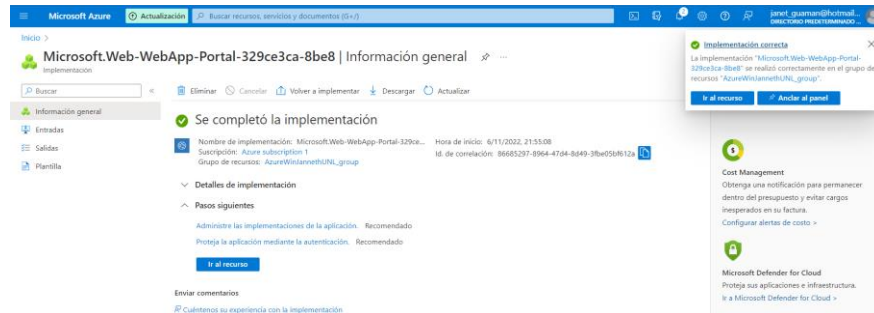 Microsoft Azure
Actualización
Buscar recursos, servicios y documentos (G+/)
janet_guaman@hotmail...
DIRECTORIO PREDETERMINADO ...
Inicio >
Microsoft.Web-WebApp-Portal-329ce3ca-8be8 | Información general
Implementación
Buscar
Información general
Entradas
Salidas
Plantilla
Eliminar Cancelar Volver a implementar Descargar Actualizar
Se completó la implementación
Nombre de implementación: Microsoft.Web-WebApp-Portal-329ce...
Suscripción: Azure subscription 1
Grupo de recursos: AzureWinJannethUNL_group
Hora de inicio: 6/11/2022, 21:55:08
Id. de correlación: 86685297-8964-47d4-8d49-3fbe05bf612a
Detalles de implementación
Pasos siguientes
Administre las implementaciones de la aplicación. Recomendado
Proteja la aplicación mediante la autenticación. Recomendado
Ir al recurso
Enviar comentarios
Cuéntenos su experiencia con la implementación
Implementación correcta
La implementación "Microsoft.Web-WebApp-Portal-
329ce3ca-8be8" se realizó correctamente en el grupo de
recursos "AzureWinJannethUNL_group".
Ir al recurso
Anclar al panel
Cost Management
Obtenga una notificación para permanecer
dentro del presupuesto y evitar cargos
inesperados en su factura.
Configurar alertas de costo >
Microsoft Defender for Cloud
Proteja sus aplicaciones e infraestructura.
Ir a Microsoft Defender for Cloud >